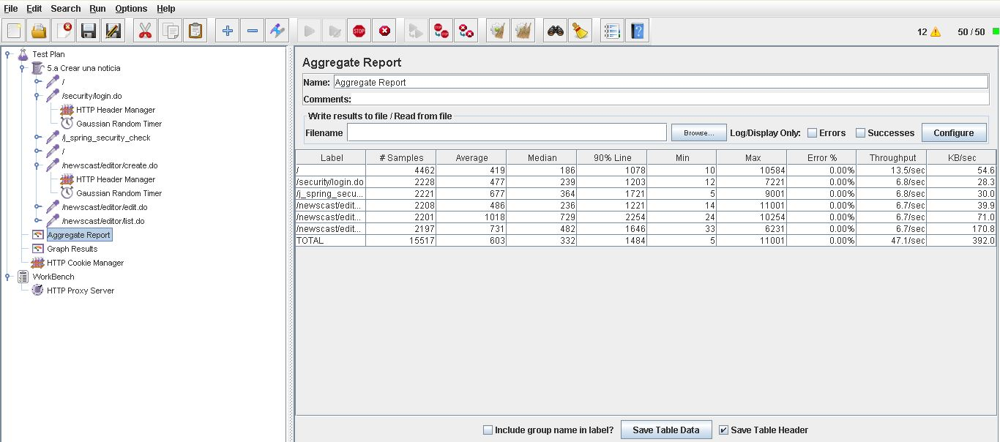 File Edit Search Run Options Help
12 50 / 50
Test Plan
5.a Crear una noticia
/
/security/login.do
HTTP Header Manager
Gaussian Random Timer
/j_spring_security_check
/
/newscast/editor/create.do
HTTP Header Manager
Gaussian Random Timer
/newscast/editor/edit.do
/newscast/editor/list.do
Aggregate Report
Graph Results
HTTP Cookie Manager
WorkBench
HTTP Proxy Server
Aggregate Report
Name: Aggregate Report
Comments:
Write results to file / Read from file
Filename Browse... Log/Display Only: Errors Successes Configure
Label # Samples Average Median 90% Line Min Max Error % Throughput KB/sec
/ 4462 419 186 1078 10 10584 0.00% 13.5/sec 54.6
/security/login.do 2228 477 239 1203 12 7221 0.00% 6.8/sec 28.3
/j_spring_secu... 2221 677 364 1721 5 9001 0.00% 6.8/sec 30.0
/newscast/edit... 2208 486 236 1221 14 11001 0.00% 6.7/sec 39.9
/newscast/edit... 2201 1018 729 2254 24 10254 0.00% 6.7/sec 71.0
/newscast/edit... 2197 731 482 1646 33 6231 0.00% 6.7/sec 170.8
TOTAL 15517 603 332 1484 5 11001 0.00% 47.1/sec 392.0
Include group name in label? Save Table Data Save Table Header